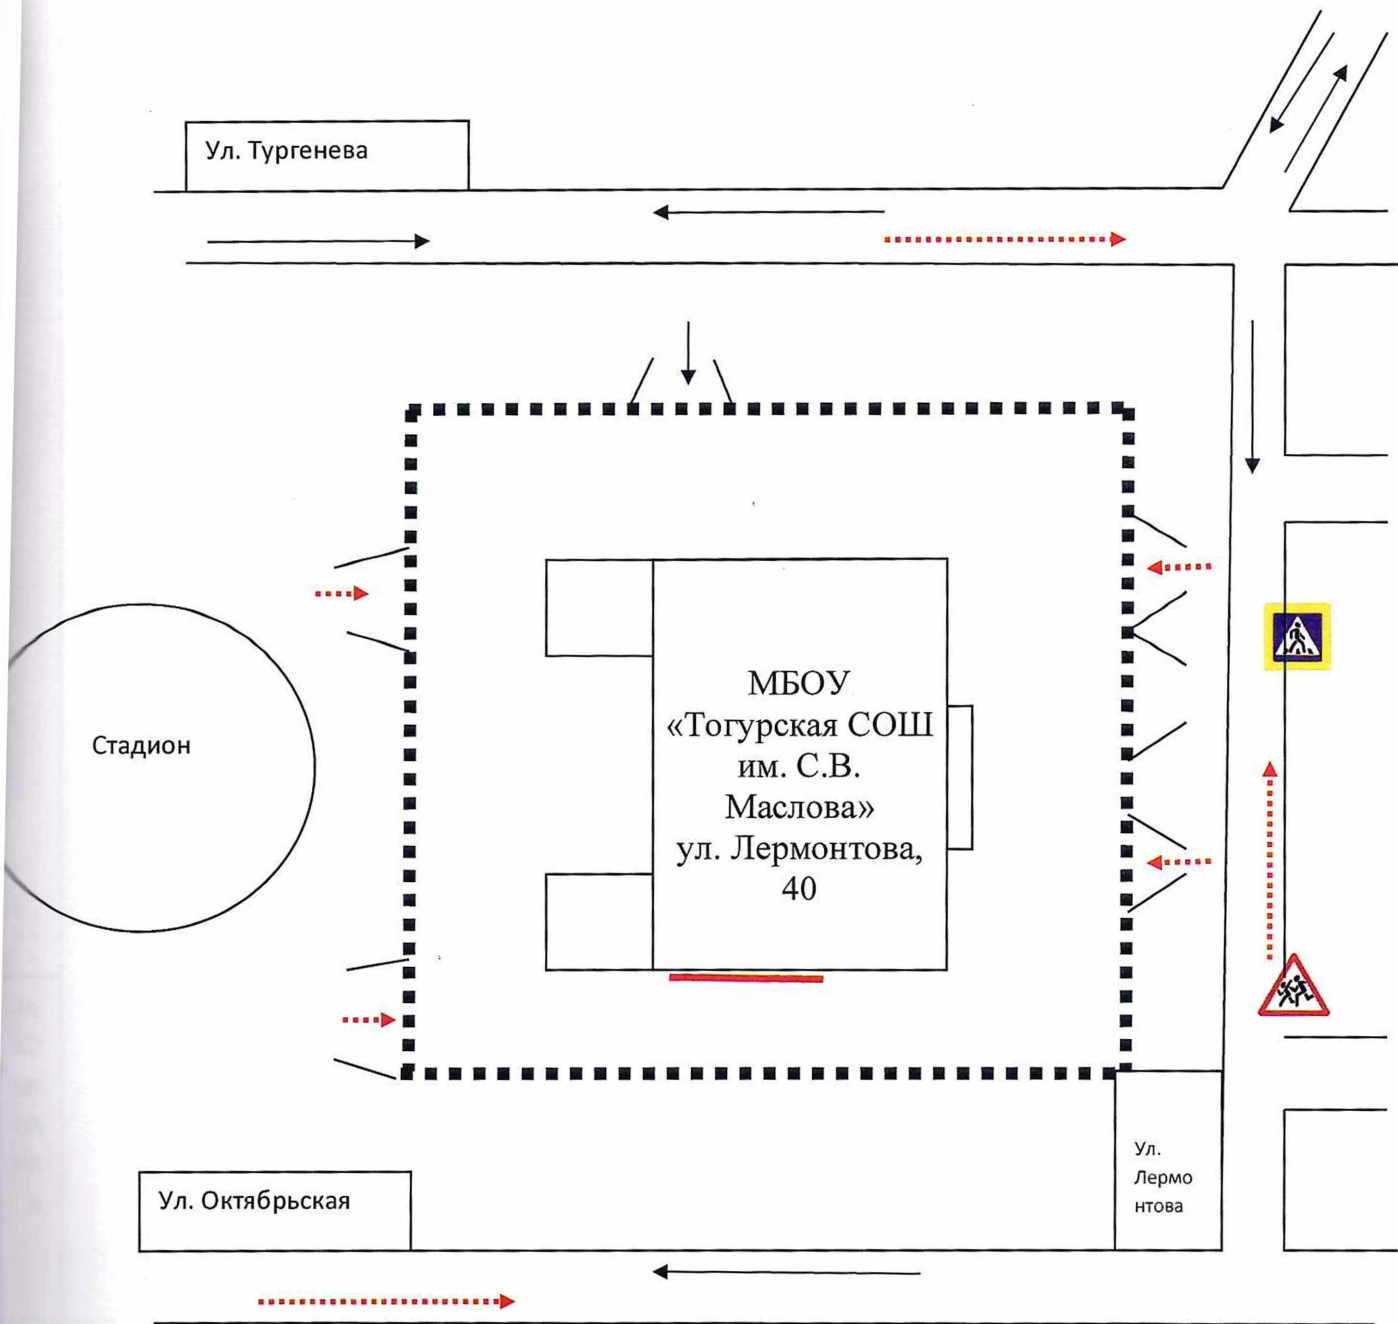 Ул. Тургенева
МБОУ
«Тогурская СОШ
им. С.В.
Маслова»
ул. Лермонтова,
40
Стадион
Ул.
Лермо
нтова
Ул. Октябрьская